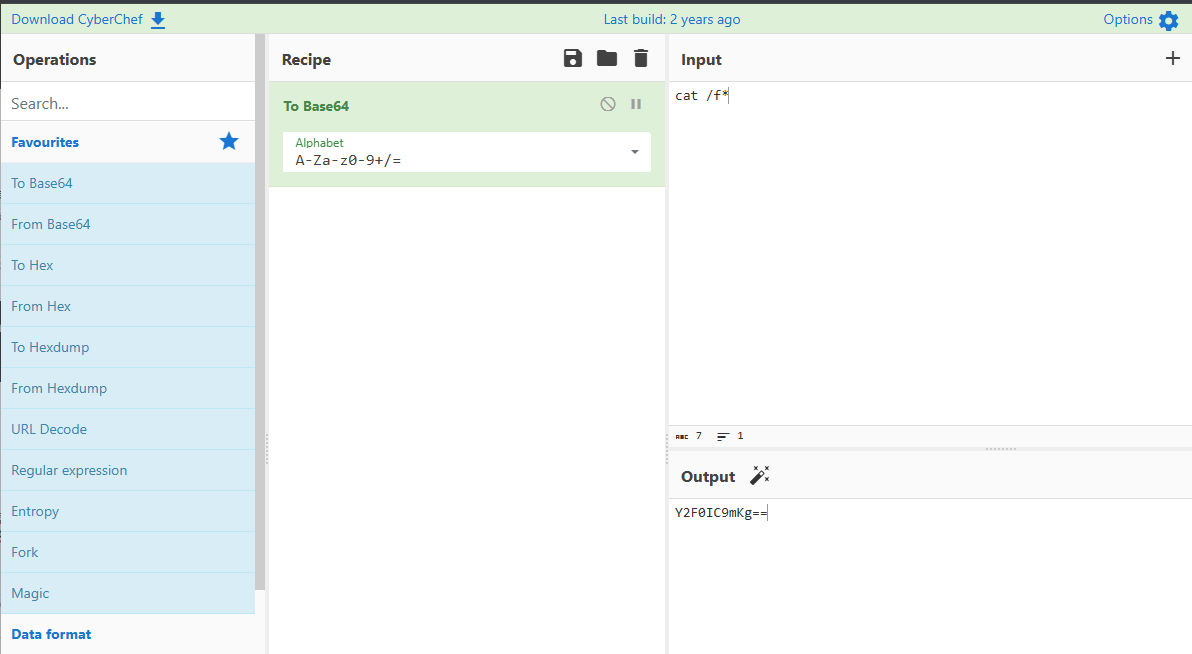 Download CyberChef
Last build: 2 years ago
Options
Operations
Search...
Favourites
To Base64
From Base64
To Hex
From Hex
To Hexdump
From Hexdump
URL Decode
Regular expression
Entropy
Fork
Magic
Data format
Recipe
To Base64
Alphabet
A-Za-z0-9+/=
Input
cat /f*
ABC 7 1
Output
Y2F0IC9mKg==